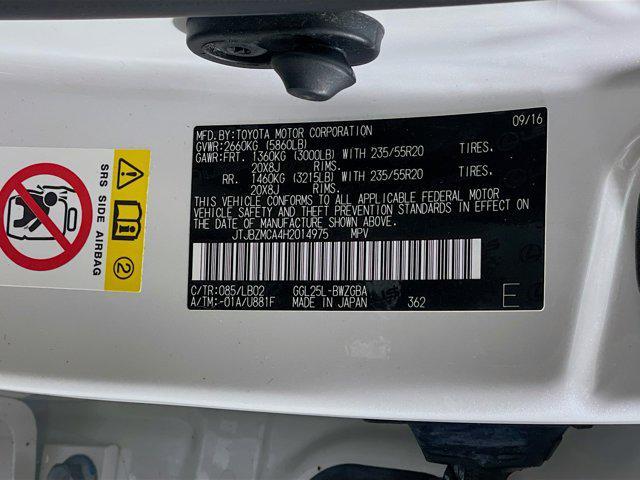 09/16
MFD.BY:TOYOTA MOTOR CORPORATION
GVWR:2660KG (5860LB)
GAWR:FRT. 1360KG (3000LB) WITH 235/55R20 TIRES.
20X8J RIMS.
RR. 1460KG (3215LB) WITH 235/55R20 TIRES.
20X8J RIMS.
THIS VEHICLE CONFORMS TO ALL APPLICABLE FEDERAL MOTOR
VEHICLE SAFETY AND THEFT PREVENTION STANDARDS IN EFFECT ON
THE DATE OF MANUFACTURE SHOWN ABOVE.
JTJBZMCA4H2014975 MPV
C/TR:085/LB02 GGL25L-BWZGBA
A/TM:-01A/U881F MADE IN JAPAN 362 E
SRS SIDE AIRBAG
2